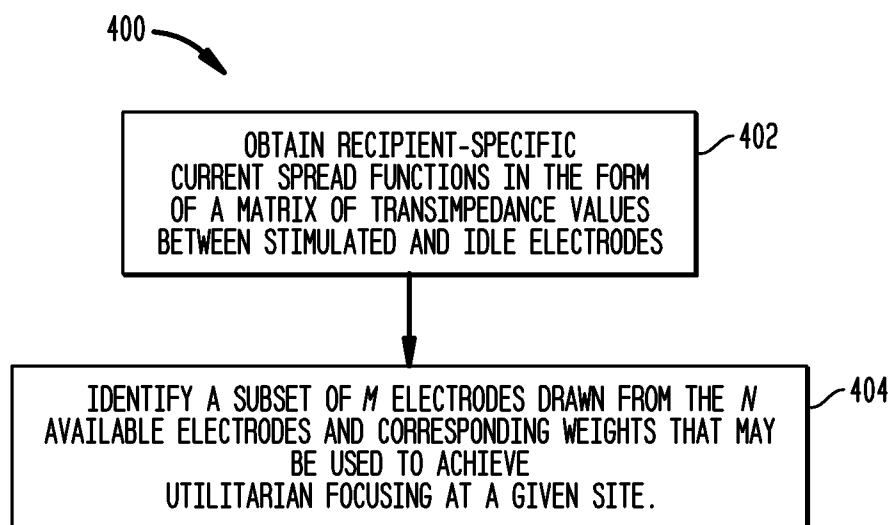 400
OBTAIN RECIPIENT-SPECIFIC
CURRENT SPREAD FUNCTIONS IN THE FORM
OF A MATRIX OF TRANSIMPEDANCE VALUES
BETWEEN STIMULATED AND IDLE ELECTRODES
402
IDENTIFY A SUBSET OF M ELECTRODES DRAWN FROM THE N
AVAILABLE ELECTRODES AND CORRESPONDING WEIGHTS THAT MAY
BE USED TO ACHIEVE
UTILITARIAN FOCUSING AT A GIVEN SITE.
404